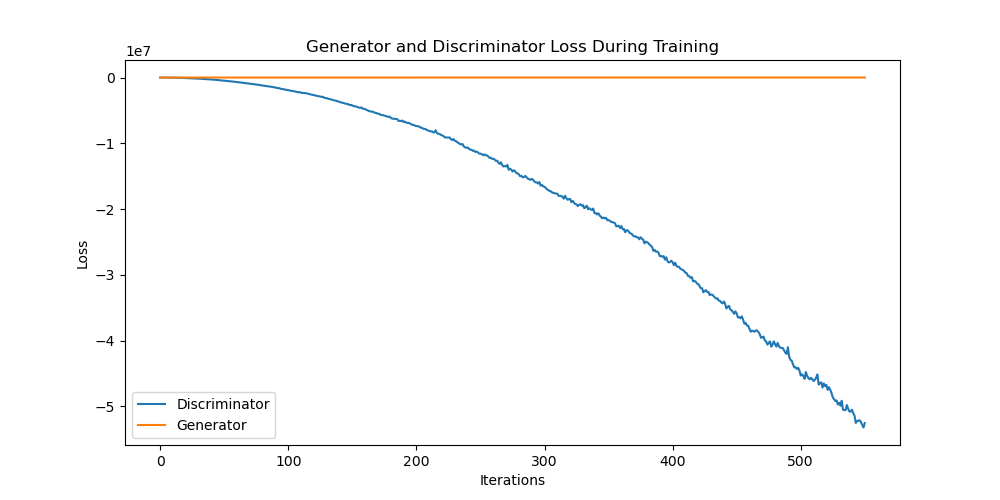 Generator and Discriminator Loss During Training
1e7
0
−1
−2
−3
−4
−5
Loss
Discriminator
Generator
0 100 200 300 400 500
Iterations